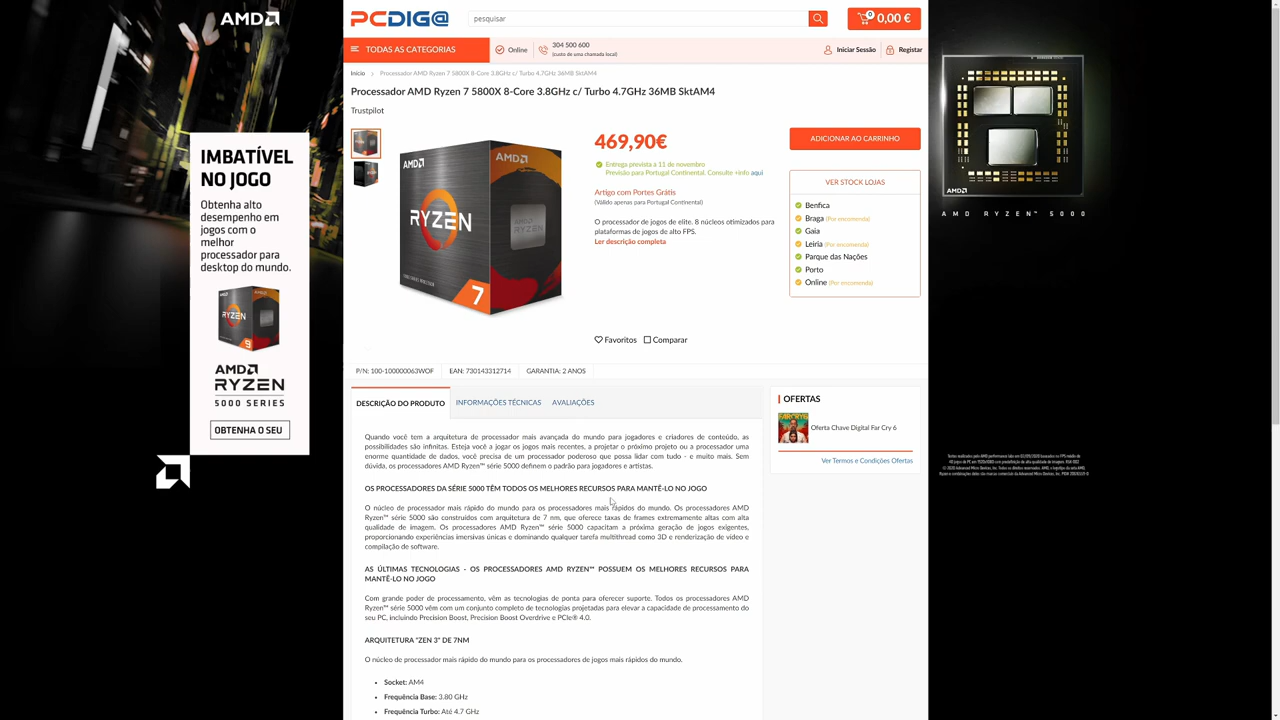 AMD
PCDIG@
pesquisar
0
0,00 €
TODAS AS CATEGORIAS
Online
304 500 600
(custo de uma chamada local)
Iniciar Sessão
Registar
Início
Processador AMD Ryzen 7 5800X 8-Core 3.8GHz c/ Turbo 4.7GHz 36MB SktAM4
Processador AMD Ryzen 7 5800X 8-Core 3.8GHz c/ Turbo 4.7GHz 36MB SktAM4
Trustpilot
IMBATÍVEL
NO JOGO
Obtenha alto
desempenho em
jogos com o
melhor
processador para
desktop do mundo.
RYZEN
9
AMD
RYZEN
5000 SERIES
OBTENHA O SEU
AMD
AMD
RYZEN
7
469,90€
Entrega prevista a 11 de novembro
Previsão para Portugal Continental. Consulte +info aqui
Artigo com Portes Grátis
(Válido apenas para Portugal Continental)
O processador de jogos de elite. 8 núcleos otimizados para
plataformas de jogos de alto FPS.
Ler descrição completa
Favoritos
Comparar
ADICIONAR AO CARRINHO
VER STOCK LOJAS
Benfica
Braga (Por encomenda)
Gaia
Leiria (Por encomenda)
Parque das Nações
Porto
Online (Por encomenda)
AMD
AMD RYZEN™ 5000
P/N: 100-100000063WOF
EAN: 730143312714
GARANTIA: 2 ANOS
DESCRIÇÃO DO PRODUTO
INFORMAÇÕES TÉCNICAS
AVALIAÇÕES
Quando você tem a arquitetura de processador mais avançada do mundo para jogadores e criadores de conteúdo, as
possibilidades são infinitas. Esteja você a jogar os jogos mais recentes, a projetar o próximo projeto ou a processar uma
enorme quantidade de dados, você precisa de um processador poderoso que possa lidar com tudo - e muito mais. Sem
dúvida, os processadores AMD Ryzen™ série 5000 definem o padrão para jogadores e artistas.
OS PROCESSADORES DA SÉRIE 5000 TÊM TODOS OS MELHORES RECURSOS PARA MANTÊ-LO NO JOGO
O núcleo de processador mais rápido do mundo para os processadores mais rápidos do mundo. Os processadores AMD
Ryzen™ série 5000 são construídos com arquitetura de 7 nm, que oferece taxas de frames extremamente altas com alta
qualidade de imagem. Os processadores AMD Ryzen™ série 5000 capacitam a próxima geração de jogos exigentes,
proporcionando experiências imersivas únicas e dominando qualquer tarefa multithread como 3D e renderização de vídeo e
compilação de software.
AS ÚLTIMAS TECNOLOGIAS - OS PROCESSADORES AMD RYZEN™ POSSUEM OS MELHORES RECURSOS PARA
MANTÊ-LO NO JOGO
Com grande poder de processamento, vêm as tecnologias de ponta para oferecer suporte. Todos os processadores AMD
Ryzen™ série 5000 vêm com um conjunto completo de tecnologias projetadas para elevar a capacidade de processamento do
seu PC, incluindo Precision Boost, Precision Boost Overdrive e PCIe® 4.0.
ARQUITETURA "ZEN 3" DE 7NM
O núcleo de processador mais rápido do mundo para os processadores de jogos mais rápidos do mundo.
• Socket: AM4
• Frequência Base: 3.80 GHz
• Frequência Turbo: Até 4.7 GHz
OFERTAS
FARCRY6
Oferta Chave Digital Far Cry 6
Ver Termos e Condições Ofertas